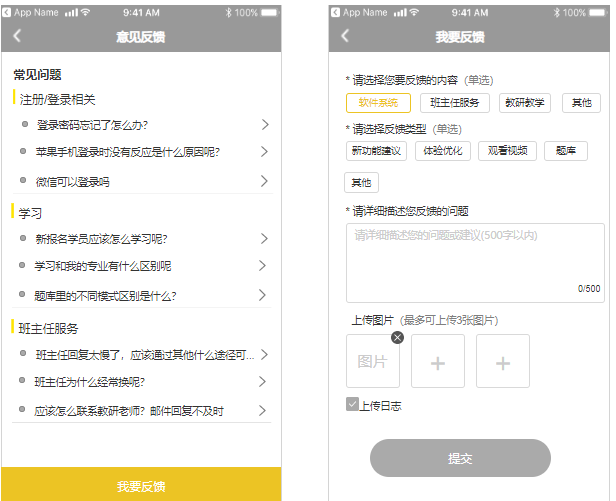 App Name 9:41 AM 100%
意见反馈
常见问题
注册/登录相关
登录密码忘记了怎么办?
苹果手机登录时没有反应是什么原因呢?
微信可以登录吗
学习
新报名学员应该怎么学习呢?
学习和我的专业有什么区别呢
题库里的不同模式区别是什么?
班主任服务
班主任回复太慢了，应该通过其他什么途径可...
班主任为什么经常换呢?
应该怎么联系教研老师? 邮件回复不及时
我要反馈
App Name 9:41 AM 100%
我要反馈
* 请选择您要反馈的内容 (单选)
软件系统 班主任服务 教研教学 其他
* 请选择反馈类型 (单选)
新功能建议 体验优化 观看视频 题库
其他
* 请详细描述您反馈的问题
请详细描述您的问题或建议(500字以内)
0/500
上传图片 (最多可上传3张图片)
图片 + +
上传日志
提交